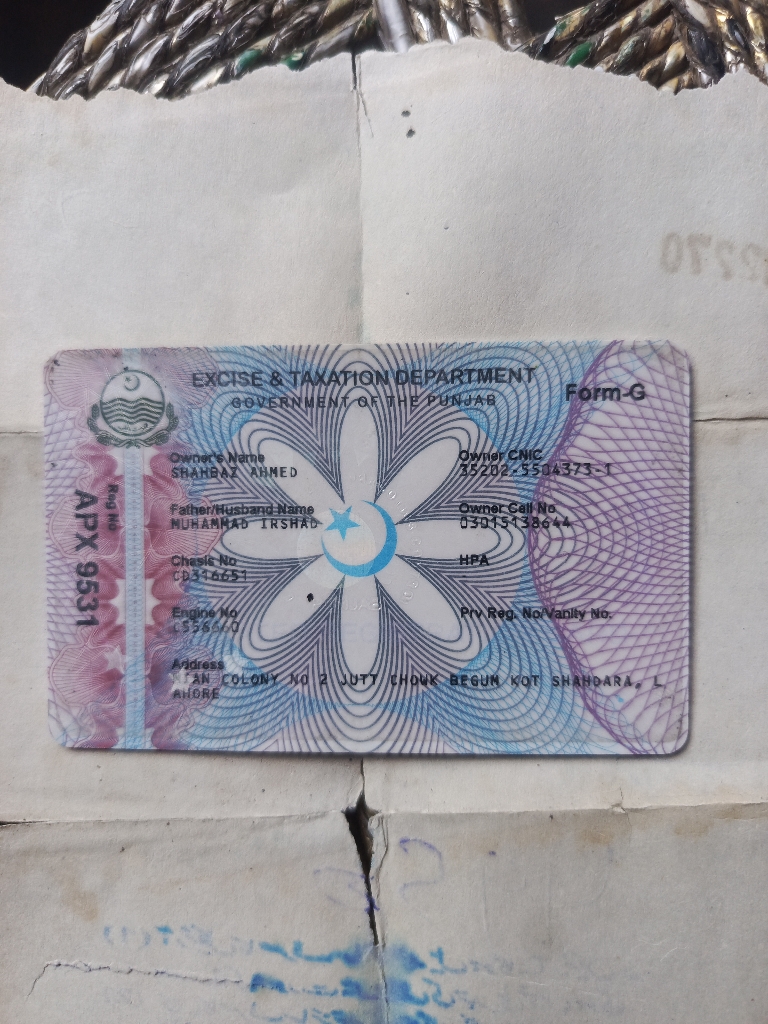 EXCISE & TAXATION DEPARTMENT
GOVERNMENT OF THE PUNJAB
Form-G
Reg No
APX 9531
Owner's Name
SHAHBAZ AHMED
Owner CNIC
35202-5504373-1
Father/Husband Name
MUHAMMAD IRSHAD
Owner Cell No
03015138644
Chasis No
CD316651
HPA
Engine No
Prv Reg. No/Vanity No.
Address
MIAN COLONY NO 2 JUTT CHOWK BEGUM KOT SHAHDARA, L
AHORE